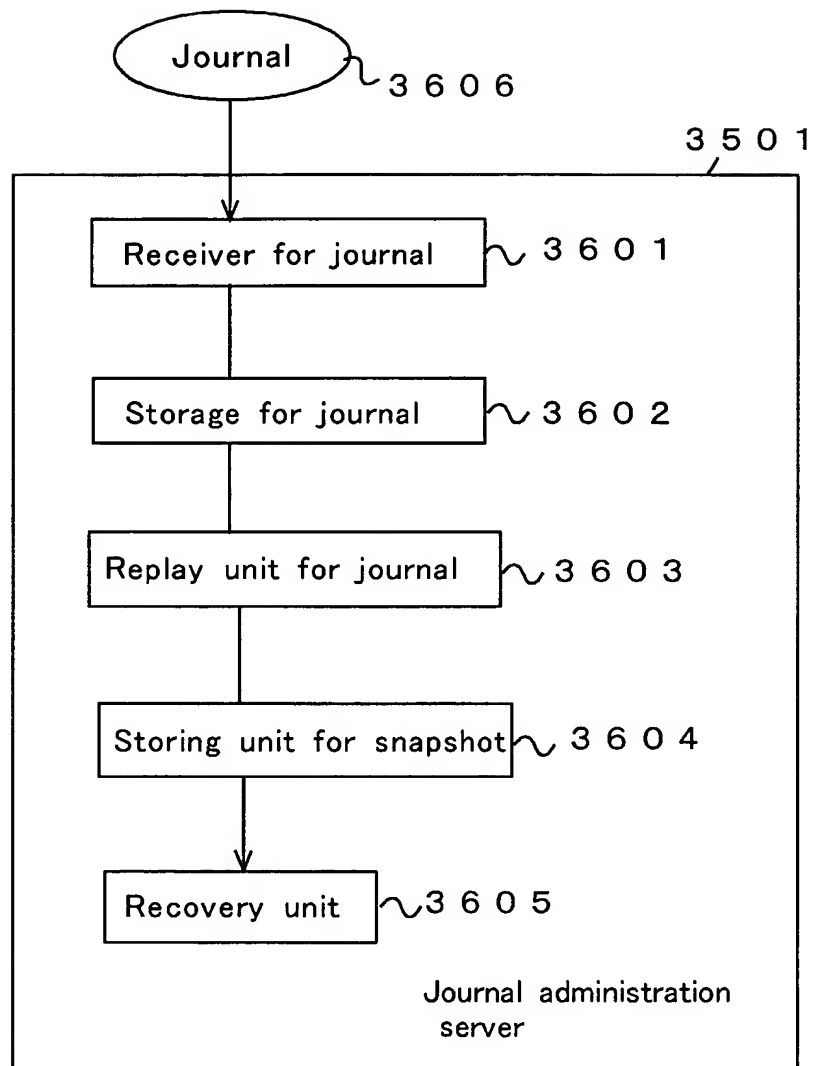 Journal
3606
3501
Receiver for journal
3601
Storage for journal
3602
Replay unit for journal
3603
Storing unit for snapshot
3604
Recovery unit
3605
Journal administration
server